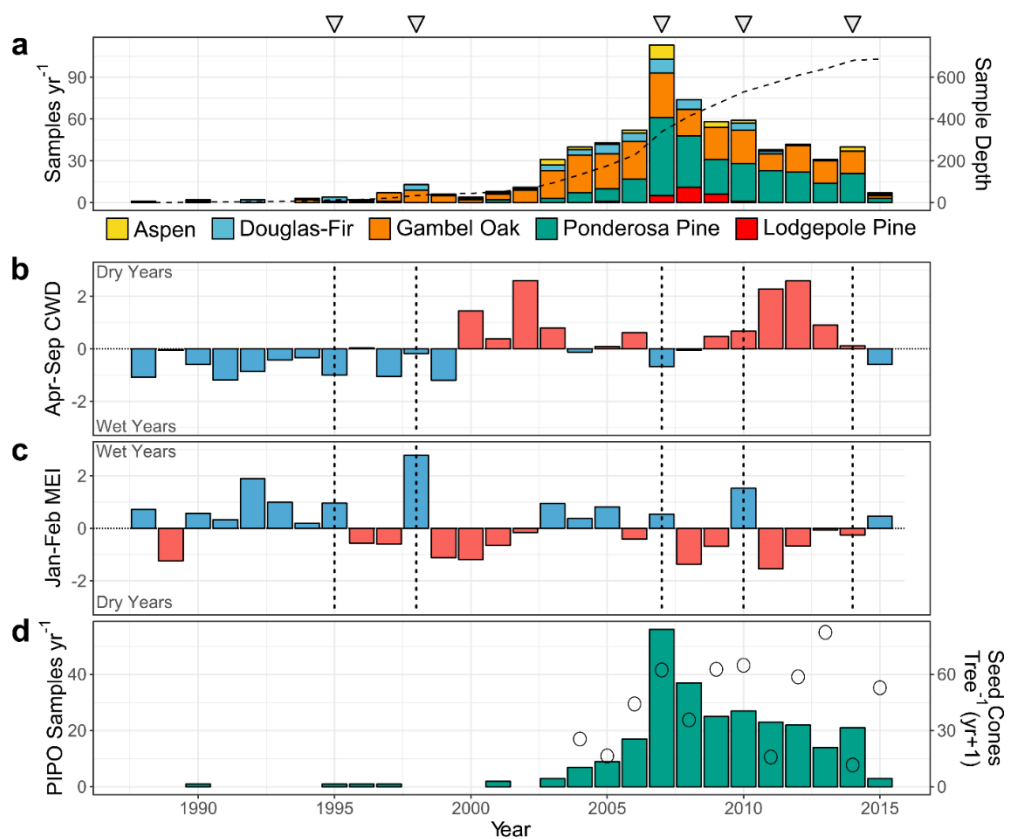 a
Samples yr⁻¹
90
60
30
0
600
400
200
0
Sample Depth
Aspen Douglas-Fir Gambel Oak Ponderosa Pine Lodgepole Pine
b
Apr-Sep CWD
Dry Years
2
0
-2
Wet Years
c
Jan-Feb MEI
Wet Years
2
0
-2
Dry Years
d
PIPO Samples yr⁻¹
40
20
0
60
30
0
Seed Cones
Tree⁻¹ (yr+1)
1990 1995 2000 2005 2010 2015
Year